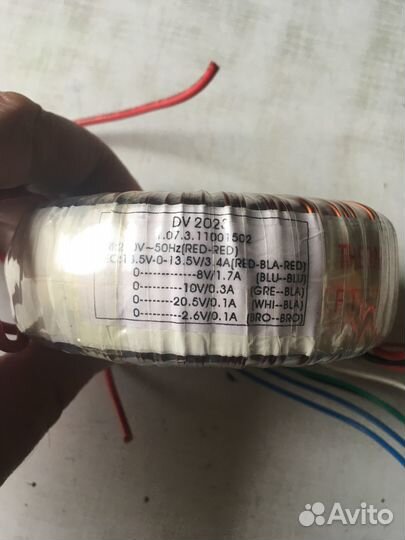 DV 2023
1.07.3.11001502
0V~50Hz(RED-RED)
.5V-0-13.5V/3.4A(RED-BLA-RED)
0-----------8V/1.7A (BLU--BLU)
0----------10V/0.3A (GRE--BLA)
0---------20.5V/0.1A (WHI--BLA)
0----------2.6V/0.1A (BRO--BRO)
THE
Avito